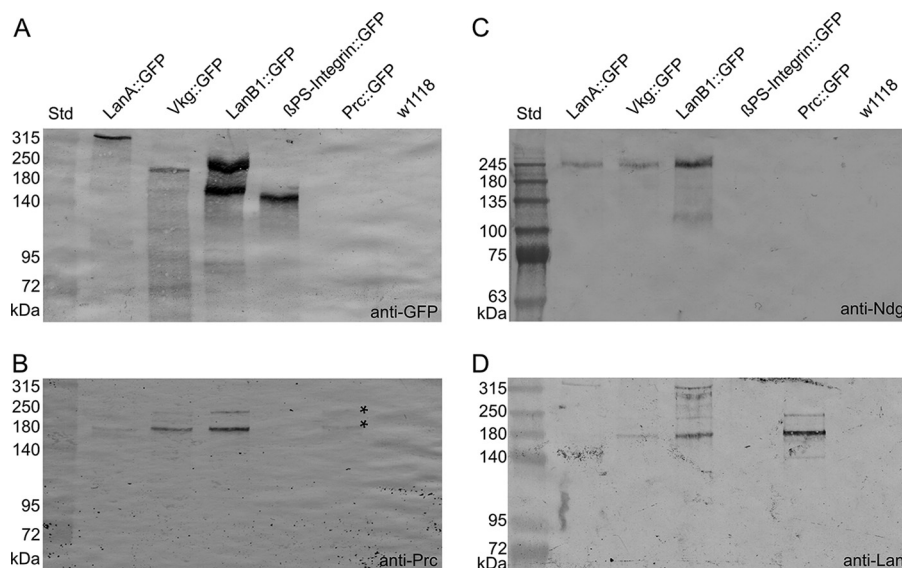 A
Std LanA::GFP Vkg::GFP LanB1::GFP ßPS-Integrin::GFP Prc::GFP w1118
315
250
180
140
95
72
kDa
anti-GFP
B
315
250
180
140
95
72
kDa
*
*
anti-Prc
C
Std LanA::GFP Vkg::GFP LanB1::GFP ßPS-Integrin::GFP Prc::GFP w1118
245
180
135
100
75
63
kDa
anti-Ndg
D
315
250
180
140
95
72
kDa
anti-Lan